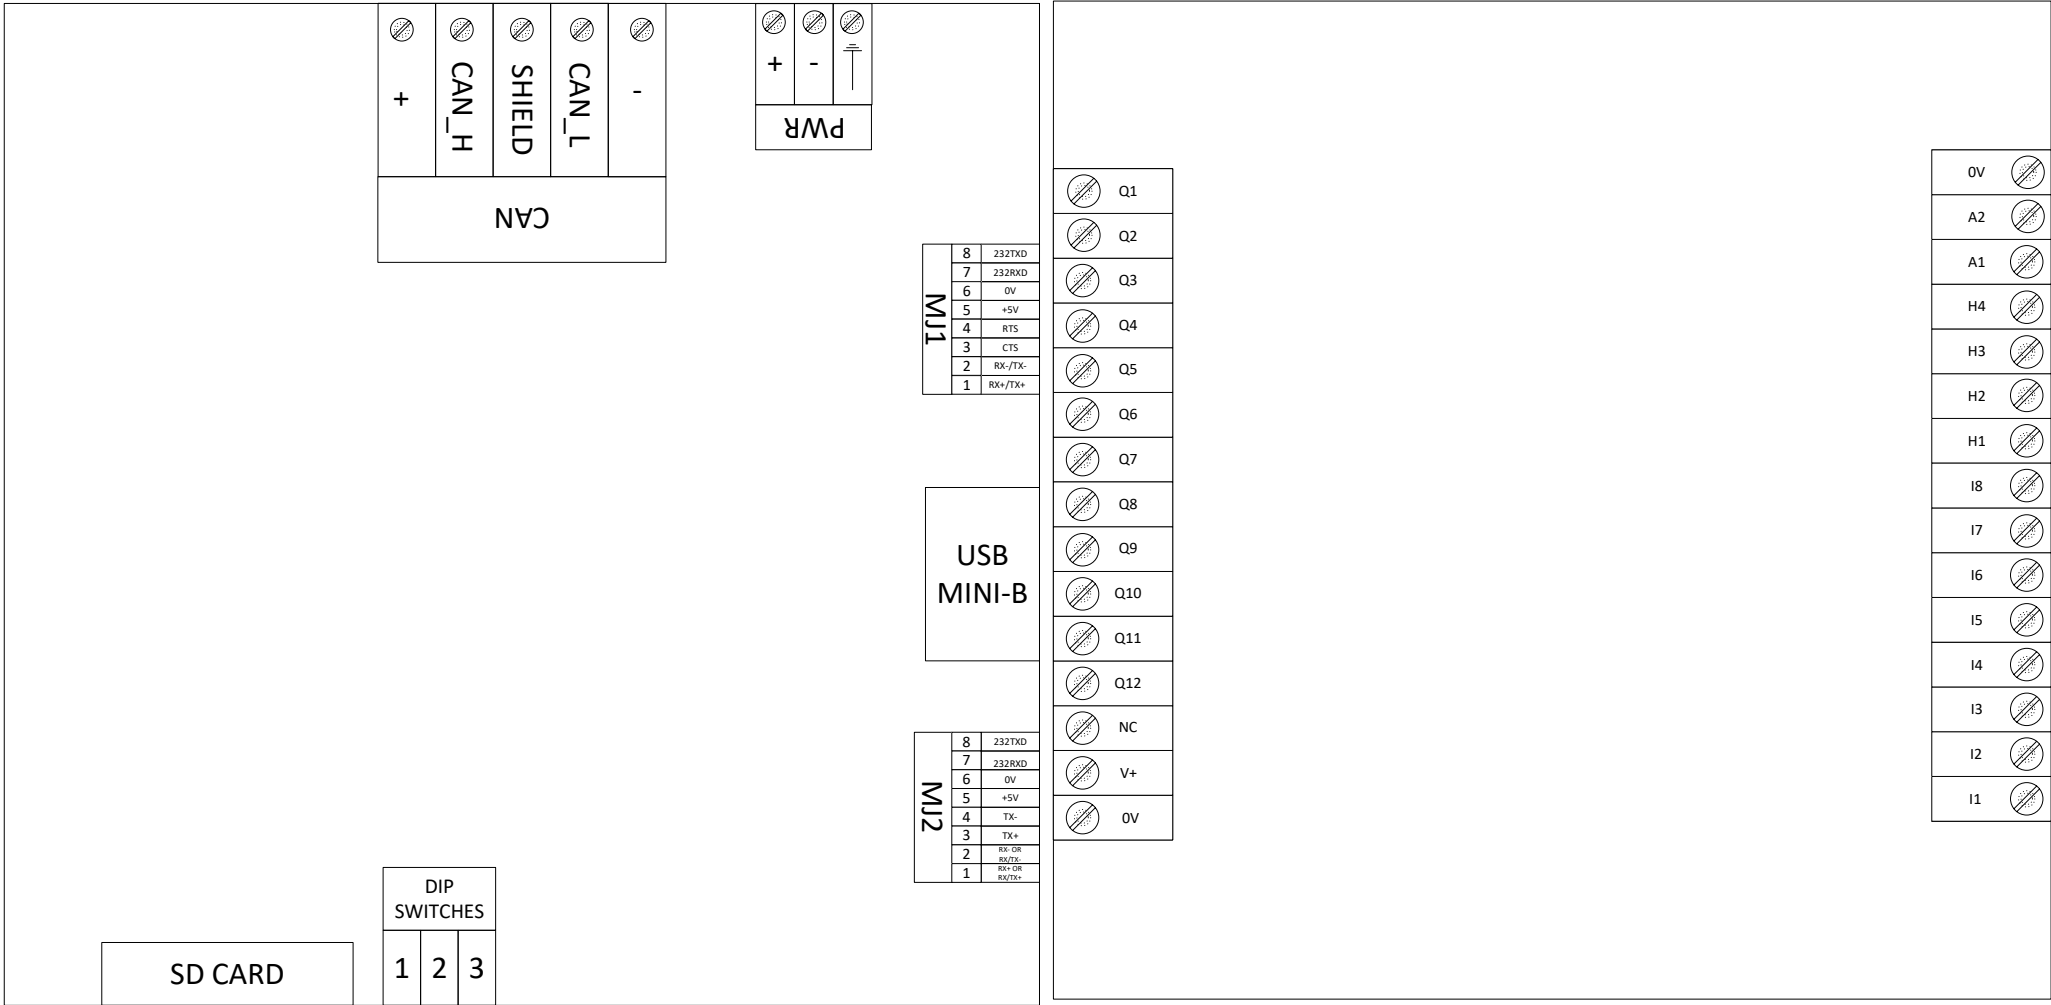 +
CAN_H
SHIELD
CAN_L
-
CAN
+
-
PWR
MJ1
8 232TXD
7 232RXD
6 0V
5 +5V
4 RTS
3 CTS
2 RX-/TX-
1 RX+/TX+
USB
MINI-B
MJ2
8 232TXD
7 232RXD
6 0V
5 +5V
4 TX-
3 TX+
2 RX- OR
RX/TX-
1 RX+ OR
RX/TX+
DIP
SWITCHES
1 2 3
SD CARD
Q1
Q2
Q3
Q4
Q5
Q6
Q7
Q8
Q9
Q10
Q11
Q12
NC
V+
0V
0V
A2
A1
H4
H3
H2
H1
I8
I7
I6
I5
I4
I3
I2
I1